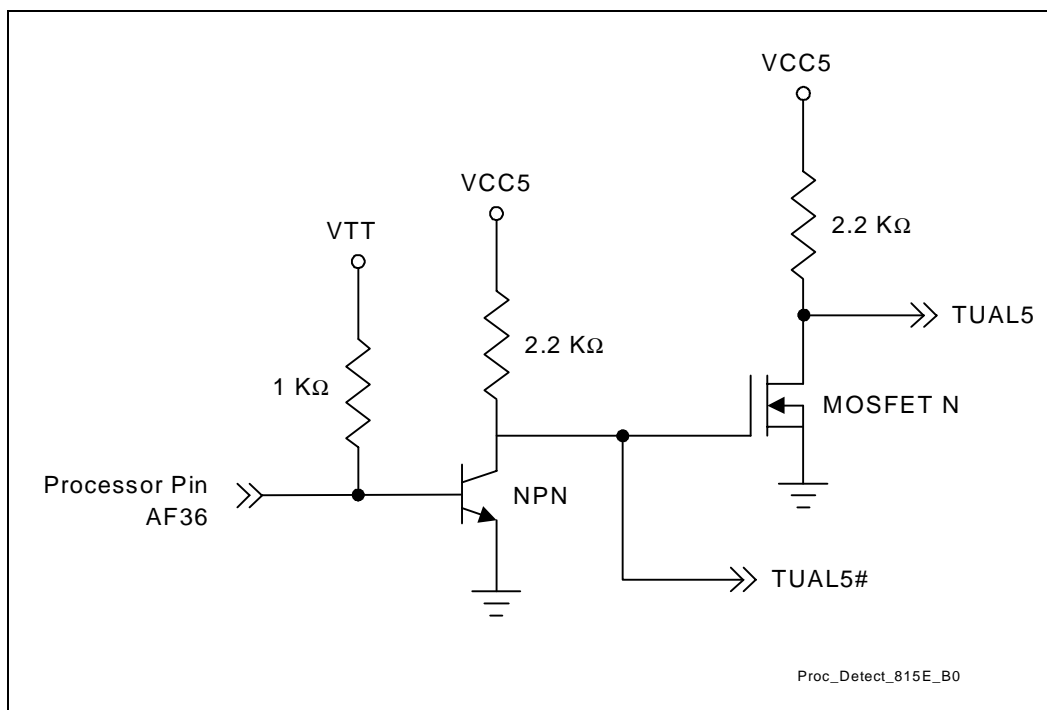 VCC5
VCC5
2.2 KΩ
VTT
TUAL5
2.2 KΩ
1 KΩ
MOSFET N
Processor Pin
AF36
NPN
TUAL5#
Proc_Detect_815E_B0